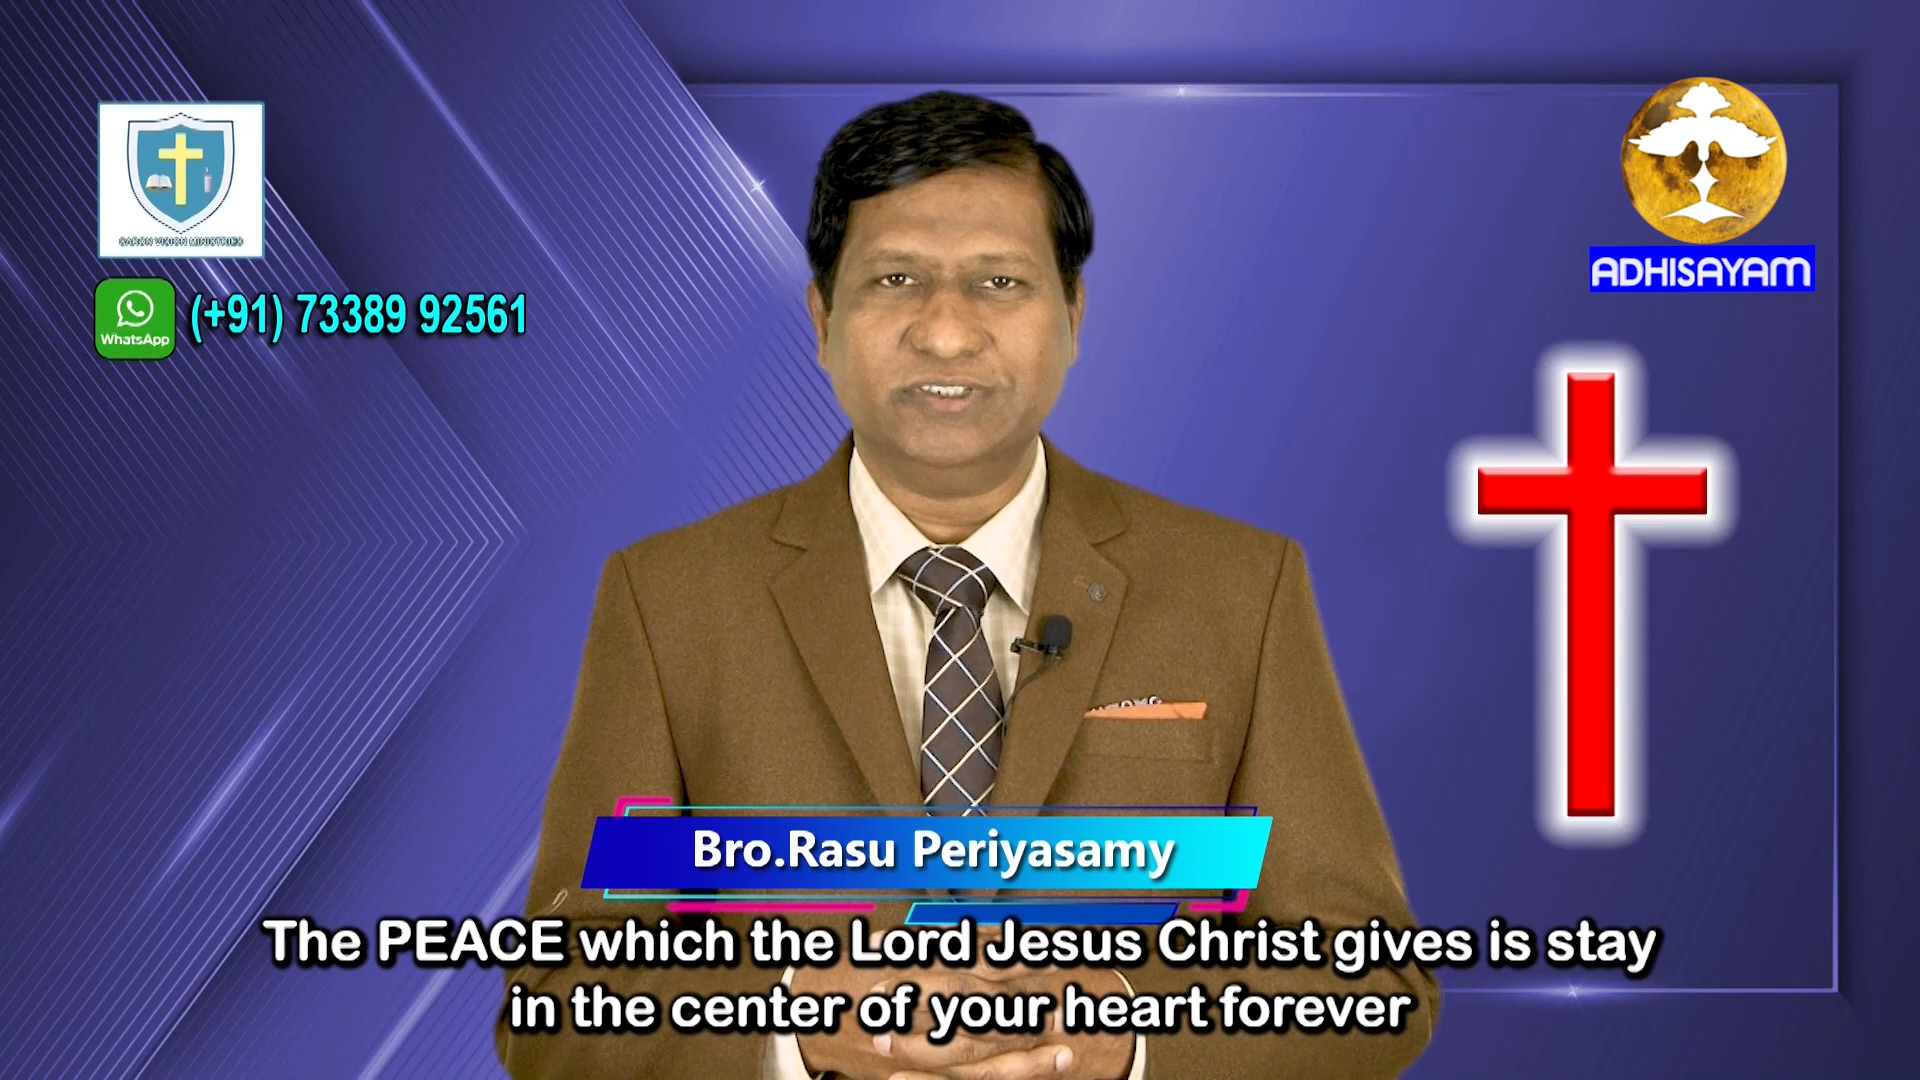 WhatsApp
(+91) 73389 92561
ADHISAYAM
Bro.Rasu Periyasamy
The PEACE which the Lord Jesus Christ gives is stay
in the center of your heart forever